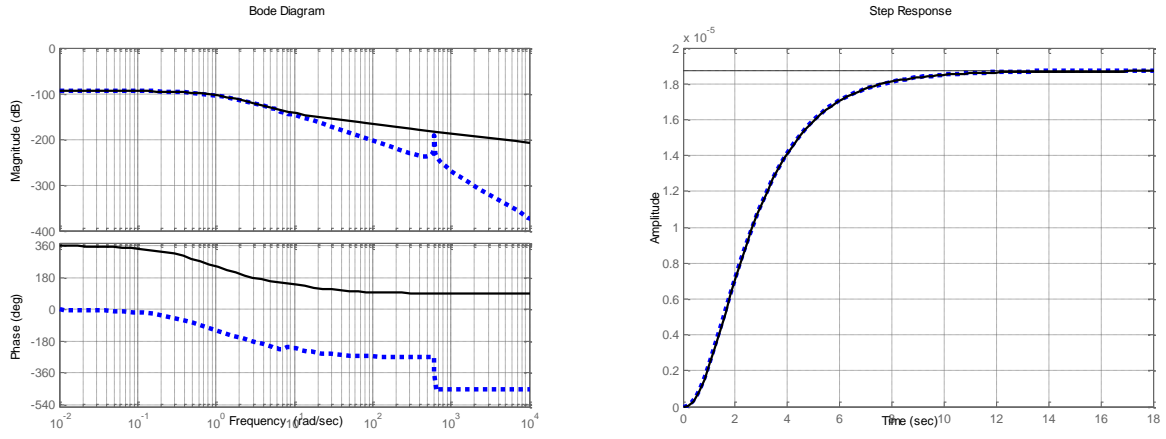 Bode Diagram
0
-100
-200
-300
-400
Magnitude (dB)
360
180
0
-180
-360
-540
Phase (deg)
10^-2 10^-1 10^0 10^1 10^2 10^3 10^4
Frequency (rad/sec)
Step Response
x 10^-5
2
1.8
1.6
1.4
1.2
1
0.8
0.6
0.4
0.2
0
Amplitude
0 2 4 6 8 10 12 14 16 18
Time (sec)